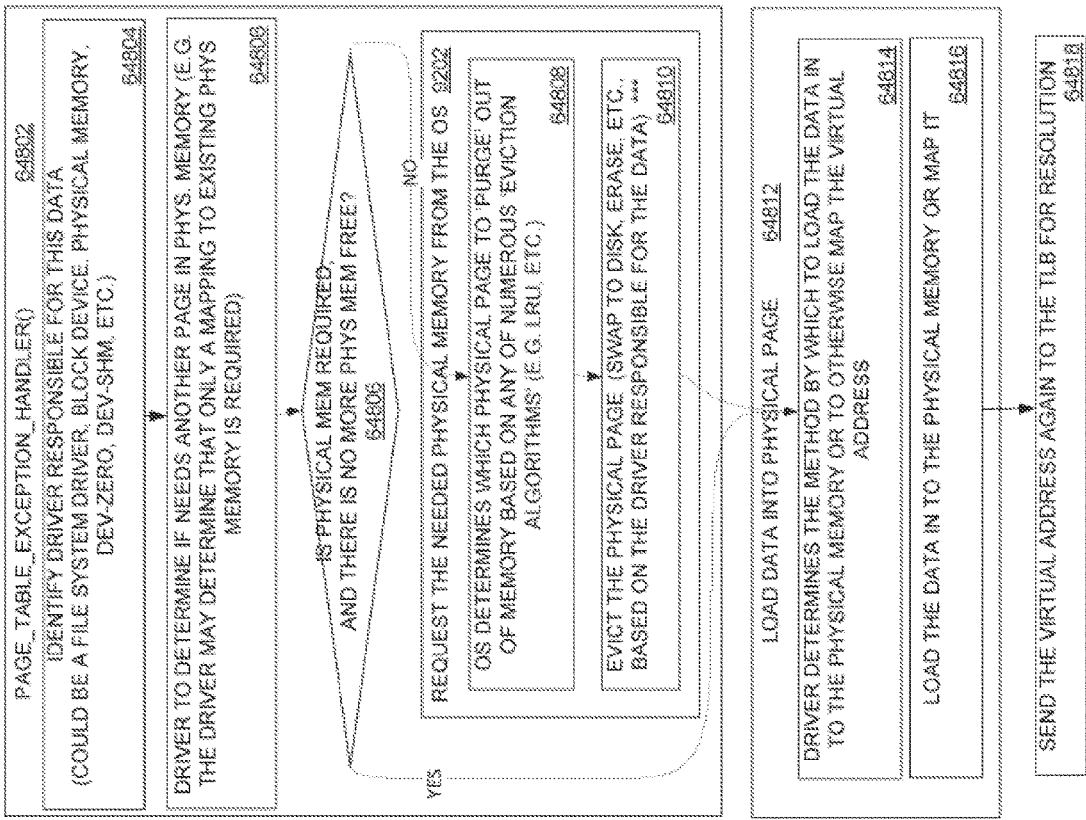 PAGE_TABLE_EXCEPTION_HANDLER() 64802
IDENTIFY DRIVER RESPONSIBLE FOR THIS DATA
(COULD BE A FILE SYSTEM DRIVER, BLOCK DEVICE, PHYSICAL MEMORY,
DEV-ZERO, DEV-SHM, ETC.)
64804
DRIVER TO DETERMINE IF NEEDS ANOTHER PAGE IN PHYS. MEMORY (E.G.
THE DRIVER MAY DETERMINE THAT ONLY A MAPPING TO EXISTING PHYS
MEMORY IS REQUIRED)
64806
IS PHYSICAL MEM REQUIRED,
AND THERE IS NO MORE PHYS MEM FREE?
64806
NO
YES
REQUEST THE NEEDED PHYSICAL MEMORY FROM THE OS 9202
OS DETERMINES WHICH PHYSICAL PAGE TO 'PURGE' OUT
OF MEMORY BASED ON ANY OF NUMEROUS 'EVICTION
ALGORITHMS' (E.G. LRU, ETC.)
64808
EVICT THE PHYSICAL PAGE (SWAP TO DISK, ERASE, ETC.,
BASED ON THE DRIVER RESPONSIBLE FOR THE DATA) ***
64810
LOAD DATA INTO PHYSICAL PAGE 64812
DRIVER DETERMINES THE METHOD BY WHICH TO LOAD THE DATA IN
TO THE PHYSICAL MEMORY OR TO OTHERWISE MAP THE VIRTUAL
ADDRESS
64814
LOAD THE DATA IN TO THE PHYSICAL MEMORY OR MAP IT
64816
SEND THE VIRTUAL ADDRESS AGAIN TO THE TLB FOR RESOLUTION
64818